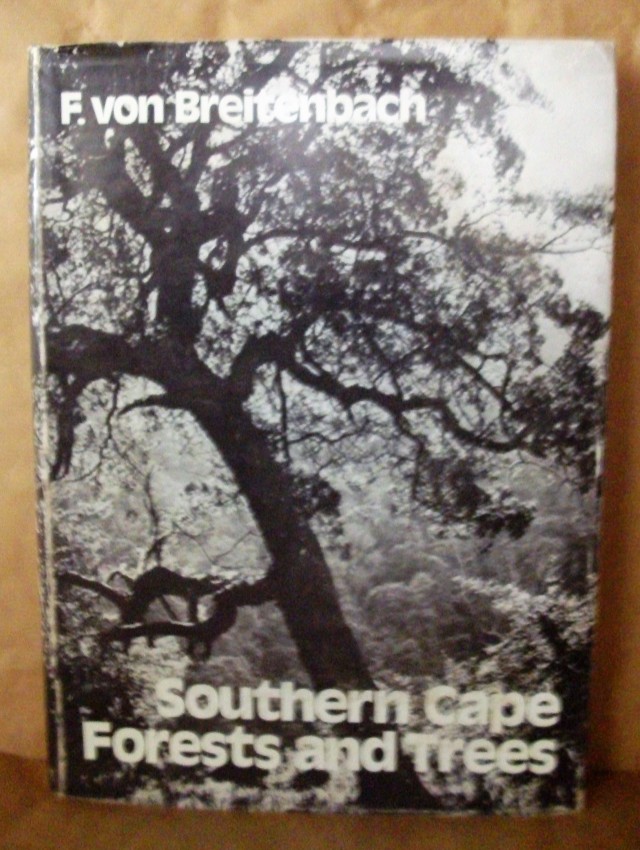 F. von Breitenbach
Southern Cape
Forests and Trees